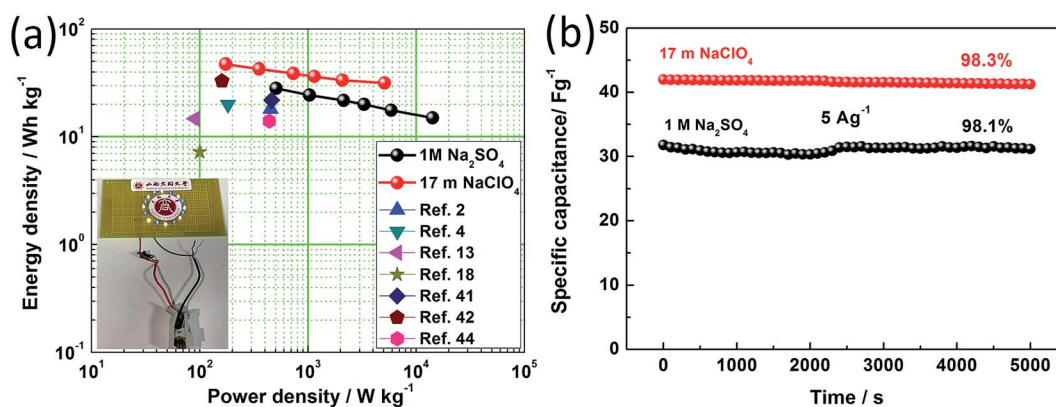 (a)
Energy density / Wh kg⁻¹
10²
10¹
10⁰
10⁻¹
1M Na₂SO₄
17 m NaClO₄
Ref. 2
Ref. 4
Ref. 13
Ref. 18
Ref. 41
Ref. 42
Ref. 44
10¹ 10² 10³ 10⁴ 10⁵
Power density / W kg⁻¹
(b)
Specific capacitance/ Fg⁻¹
50
40
30
20
10
0
17 m NaClO₄ 98.3%
5 Ag⁻¹
1 M Na₂SO₄ 98.1%
0 1000 2000 3000 4000 5000
Time / s